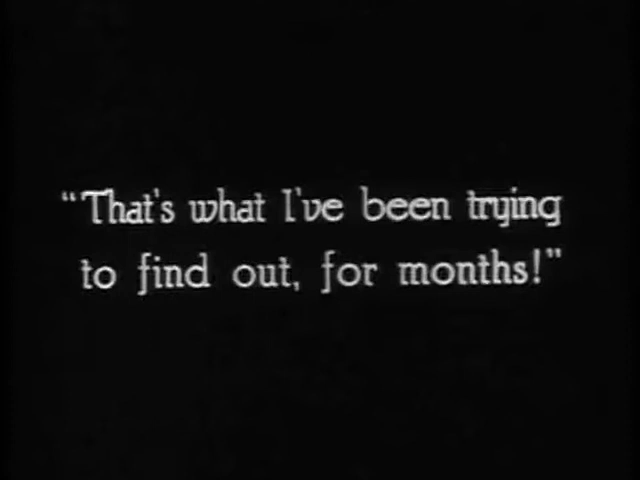 “That's what I've been trying
to find out, for months!”